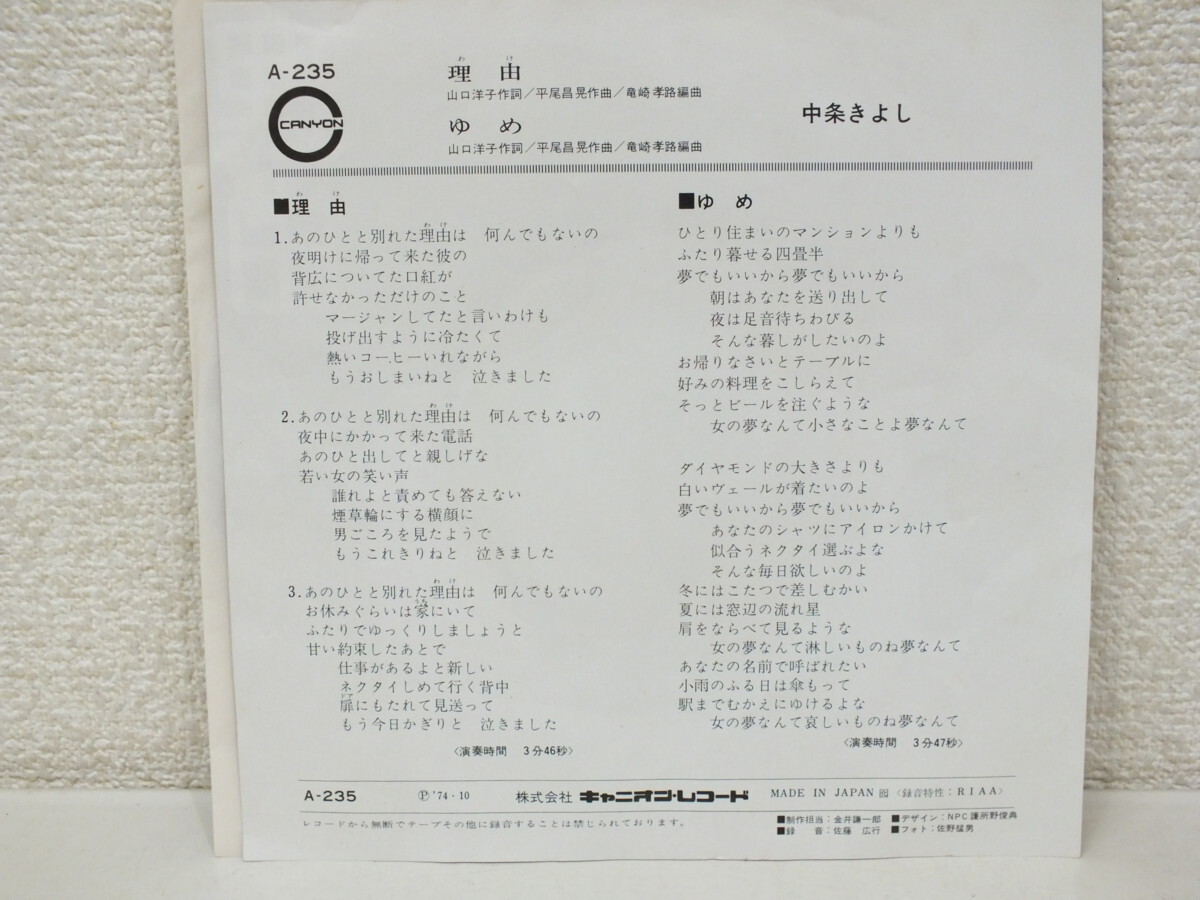 A-235
CANYON
わけ
理由
山口洋子作詞/平尾昌晃作曲/竜崎孝路編曲
ゆめ
山口洋子作詞/平尾昌晃作曲/竜崎孝路編曲
中条きよし
わけ
■理由
わけ
1.あのひとと別れた理由は 何んでもないの
夜明けに帰って来た彼の
背広についてた口紅が
許せなかっただけのこと
マージャンしてたと言いわけも
投げ出すように冷たくて
熱いコーヒーいれながら
もうおしまいねと 泣きました
わけ
2.あのひとと別れた理由は 何んでもないの
夜中にかかって来た電話
あのひと出してと親しげな
若い女の笑い声
誰れよと責めても答えない
煙草輪にする横顔に
男ごころを見たようで
もうこれきりねと 泣きました
わけ
3.あのひとと別れた理由は 何んでもないの
うち
お休みぐらいは家にいて
ふたりでゆっくりしましょうと
甘い約束したあとで
仕事があるよと新しい
ネクタイしめて行く背中
ドア
扉にもたれて見送って
もう今日かぎりと 泣きました
〈演奏時間 3分46秒〉
■ゆめ
ひとり住まいのマンションよりも
ふたり暮せる四畳半
夢でもいいから夢でもいいから
朝はあなたを送り出して
夜は足音待ちわびる
そんな暮しがしたいのよ
お帰りなさいとテーブルに
好みの料理をこしらえて
そっとビールを注ぐような
女の夢なんて小さなことよ夢なんて
ダイヤモンドの大きさよりも
白いヴェールが着たいのよ
夢でもいいから夢でもいいから
あなたのシャツにアイロンかけて
似合うネクタイ選ぶよな
そんな毎日欲しいのよ
冬にはこたつで差しむかい
夏には窓辺の流れ星
肩をならべて見るような
女の夢なんて淋しいものね夢なんて
あなたの名前で呼ばれたい
小雨のふる日は傘もって
駅までむかえにゆけるよな
女の夢なんて哀しいものね夢なんて
〈演奏時間 3分47秒〉
A-235 Ⓟ'74・10 株式会社 キャニオン・レコード MADE IN JAPAN 〈録音特性:RIAA〉
レコードから無断でテープその他に録音することは禁じられております。
■制作担当:金井謙一郎 ■デザイン:NPC護所野俊典
■録音:佐藤広行 ■フォト:佐野猛男